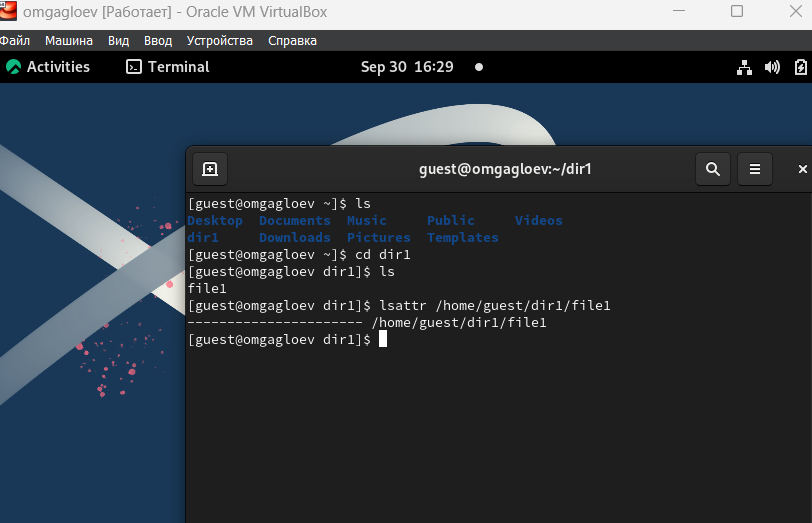 omgagloev [Работает] - Oracle VM VirtualBox
Файл Машина Вид Ввод Устройства Справка
Activities Terminal Sep 30 16:29
guest@omgagloev:~/dir1
[guest@omgagloev ~]$ ls
Desktop Documents Music Public Videos
dir1 Downloads Pictures Templates
[guest@omgagloev ~]$ cd dir1
[guest@omgagloev dir1]$ ls
file1
[guest@omgagloev dir1]$ lsattr /home/guest/dir1/file1
---------------------- /home/guest/dir1/file1
[guest@omgagloev dir1]$